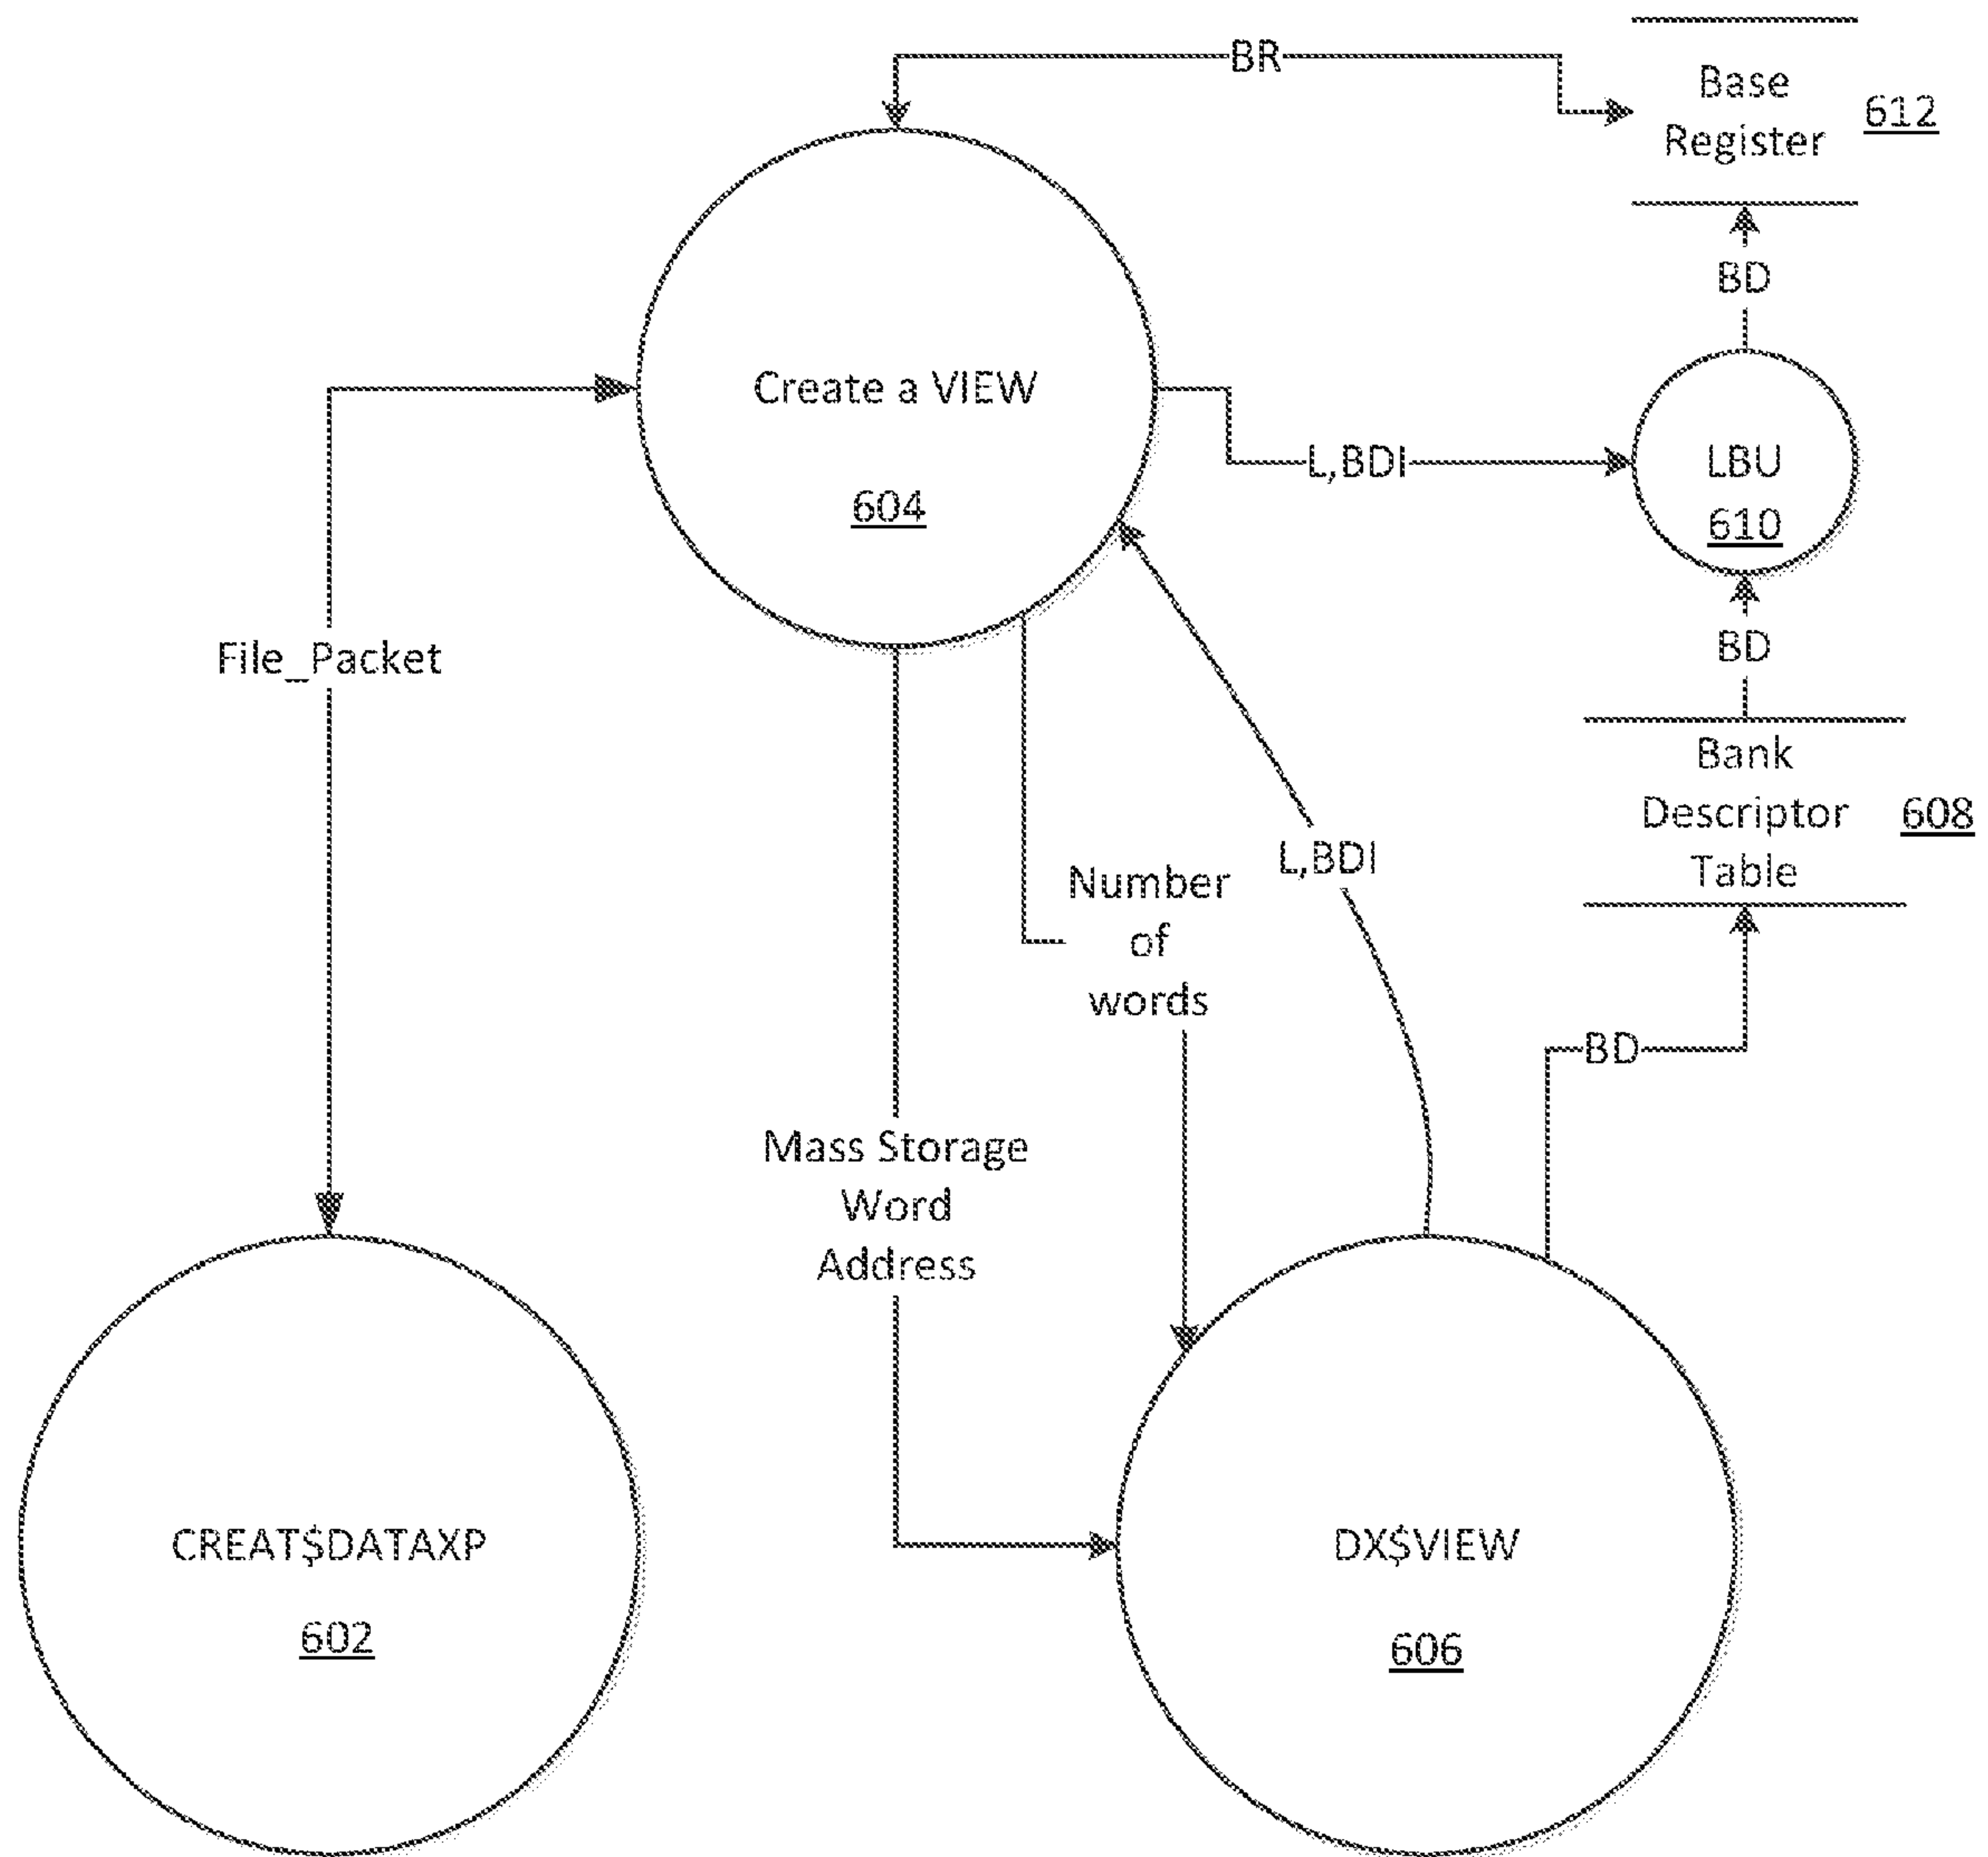 BR
Base
Register
612
BD
Create a VIEW
604
L,BDI
LBU
610
BD
File_Packet
Bank
Descriptor
Table
608
L,BDI
Number
of
words
BD
Mass Storage
Word
Address
CREAT$DATAXP
602
DX$VIEW
606